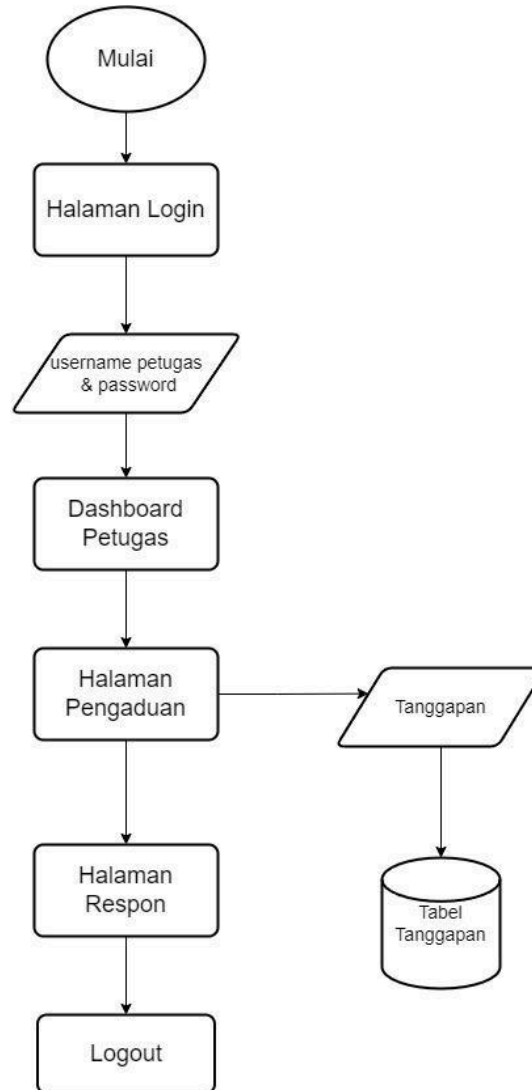 Mulai
Halaman Login
username petugas
& password
Dashboard
Petugas
Halaman
Pengaduan
Tanggapan
Halaman
Respon
Tabel
Tanggapan
Logout